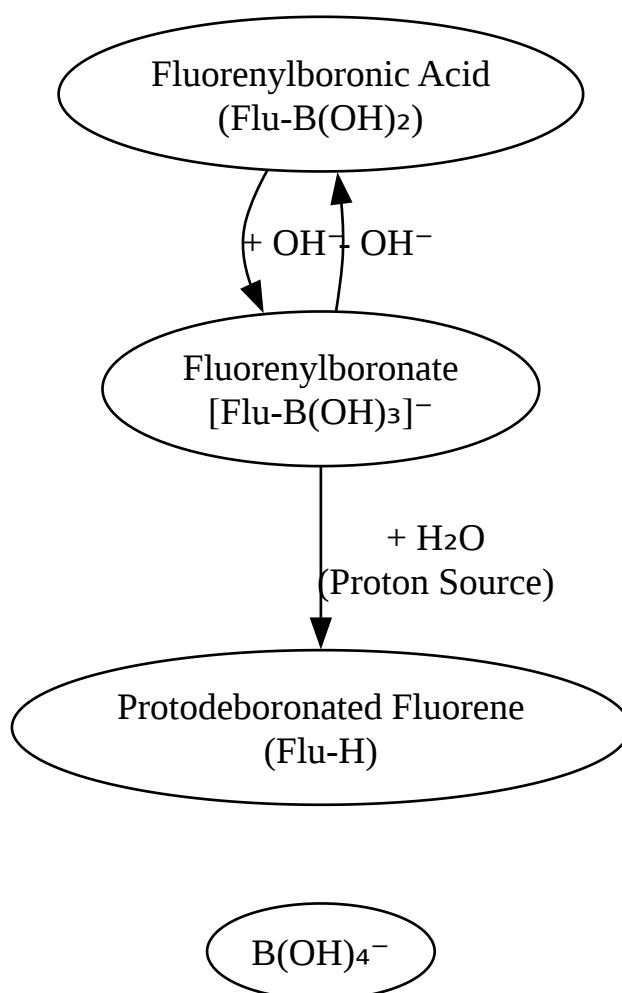 Fluorenylboronic Acid
(Flu-B(OH)₂)
+ OH⁻
- OH⁻
Fluorenylboronate
[Flu-B(OH)₃]⁻
+ H₂O
(Proton Source)
Protodeboronated Fluorene
(Flu-H)
B(OH)₄⁻